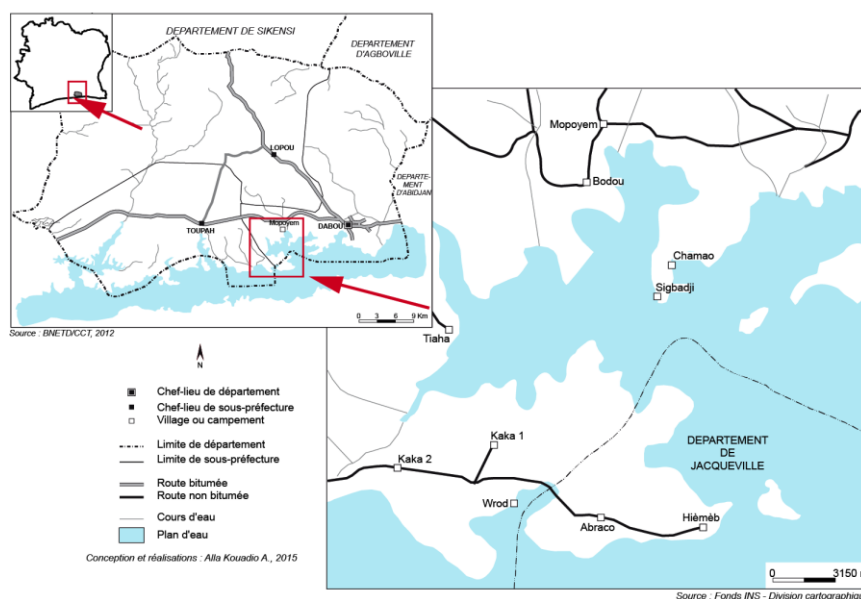 DEPARTEMENT DE SIKENSI
DEPARTEMENT
D'AGBOVILLE
LOPOU
DEPARTE-
MENT
D'ABIDJAN
Mopoyem
TOUPAH
DABOU
0 3 6 9 Km
Source : BNETD/CCT, 2012
N
Chef-lieu de département
Chef-lieu de sous-préfecture
Village ou campement
Limite de département
Limite de sous-préfecture
Route bitumée
Route non bitumée
Cours d'eau
Plan d'eau
Conception et réalisations : Alla Kouadio A., 2015
Mopoyem
Bodou
Chamao
Sigbadji
Tiaha
Kaka 1
Kaka 2
DEPARTEMENT
DE
JACQUEVILLE
Wrod
Abraco
Hièmèb
0 3150
Source : Fonds INS - Division cartographique